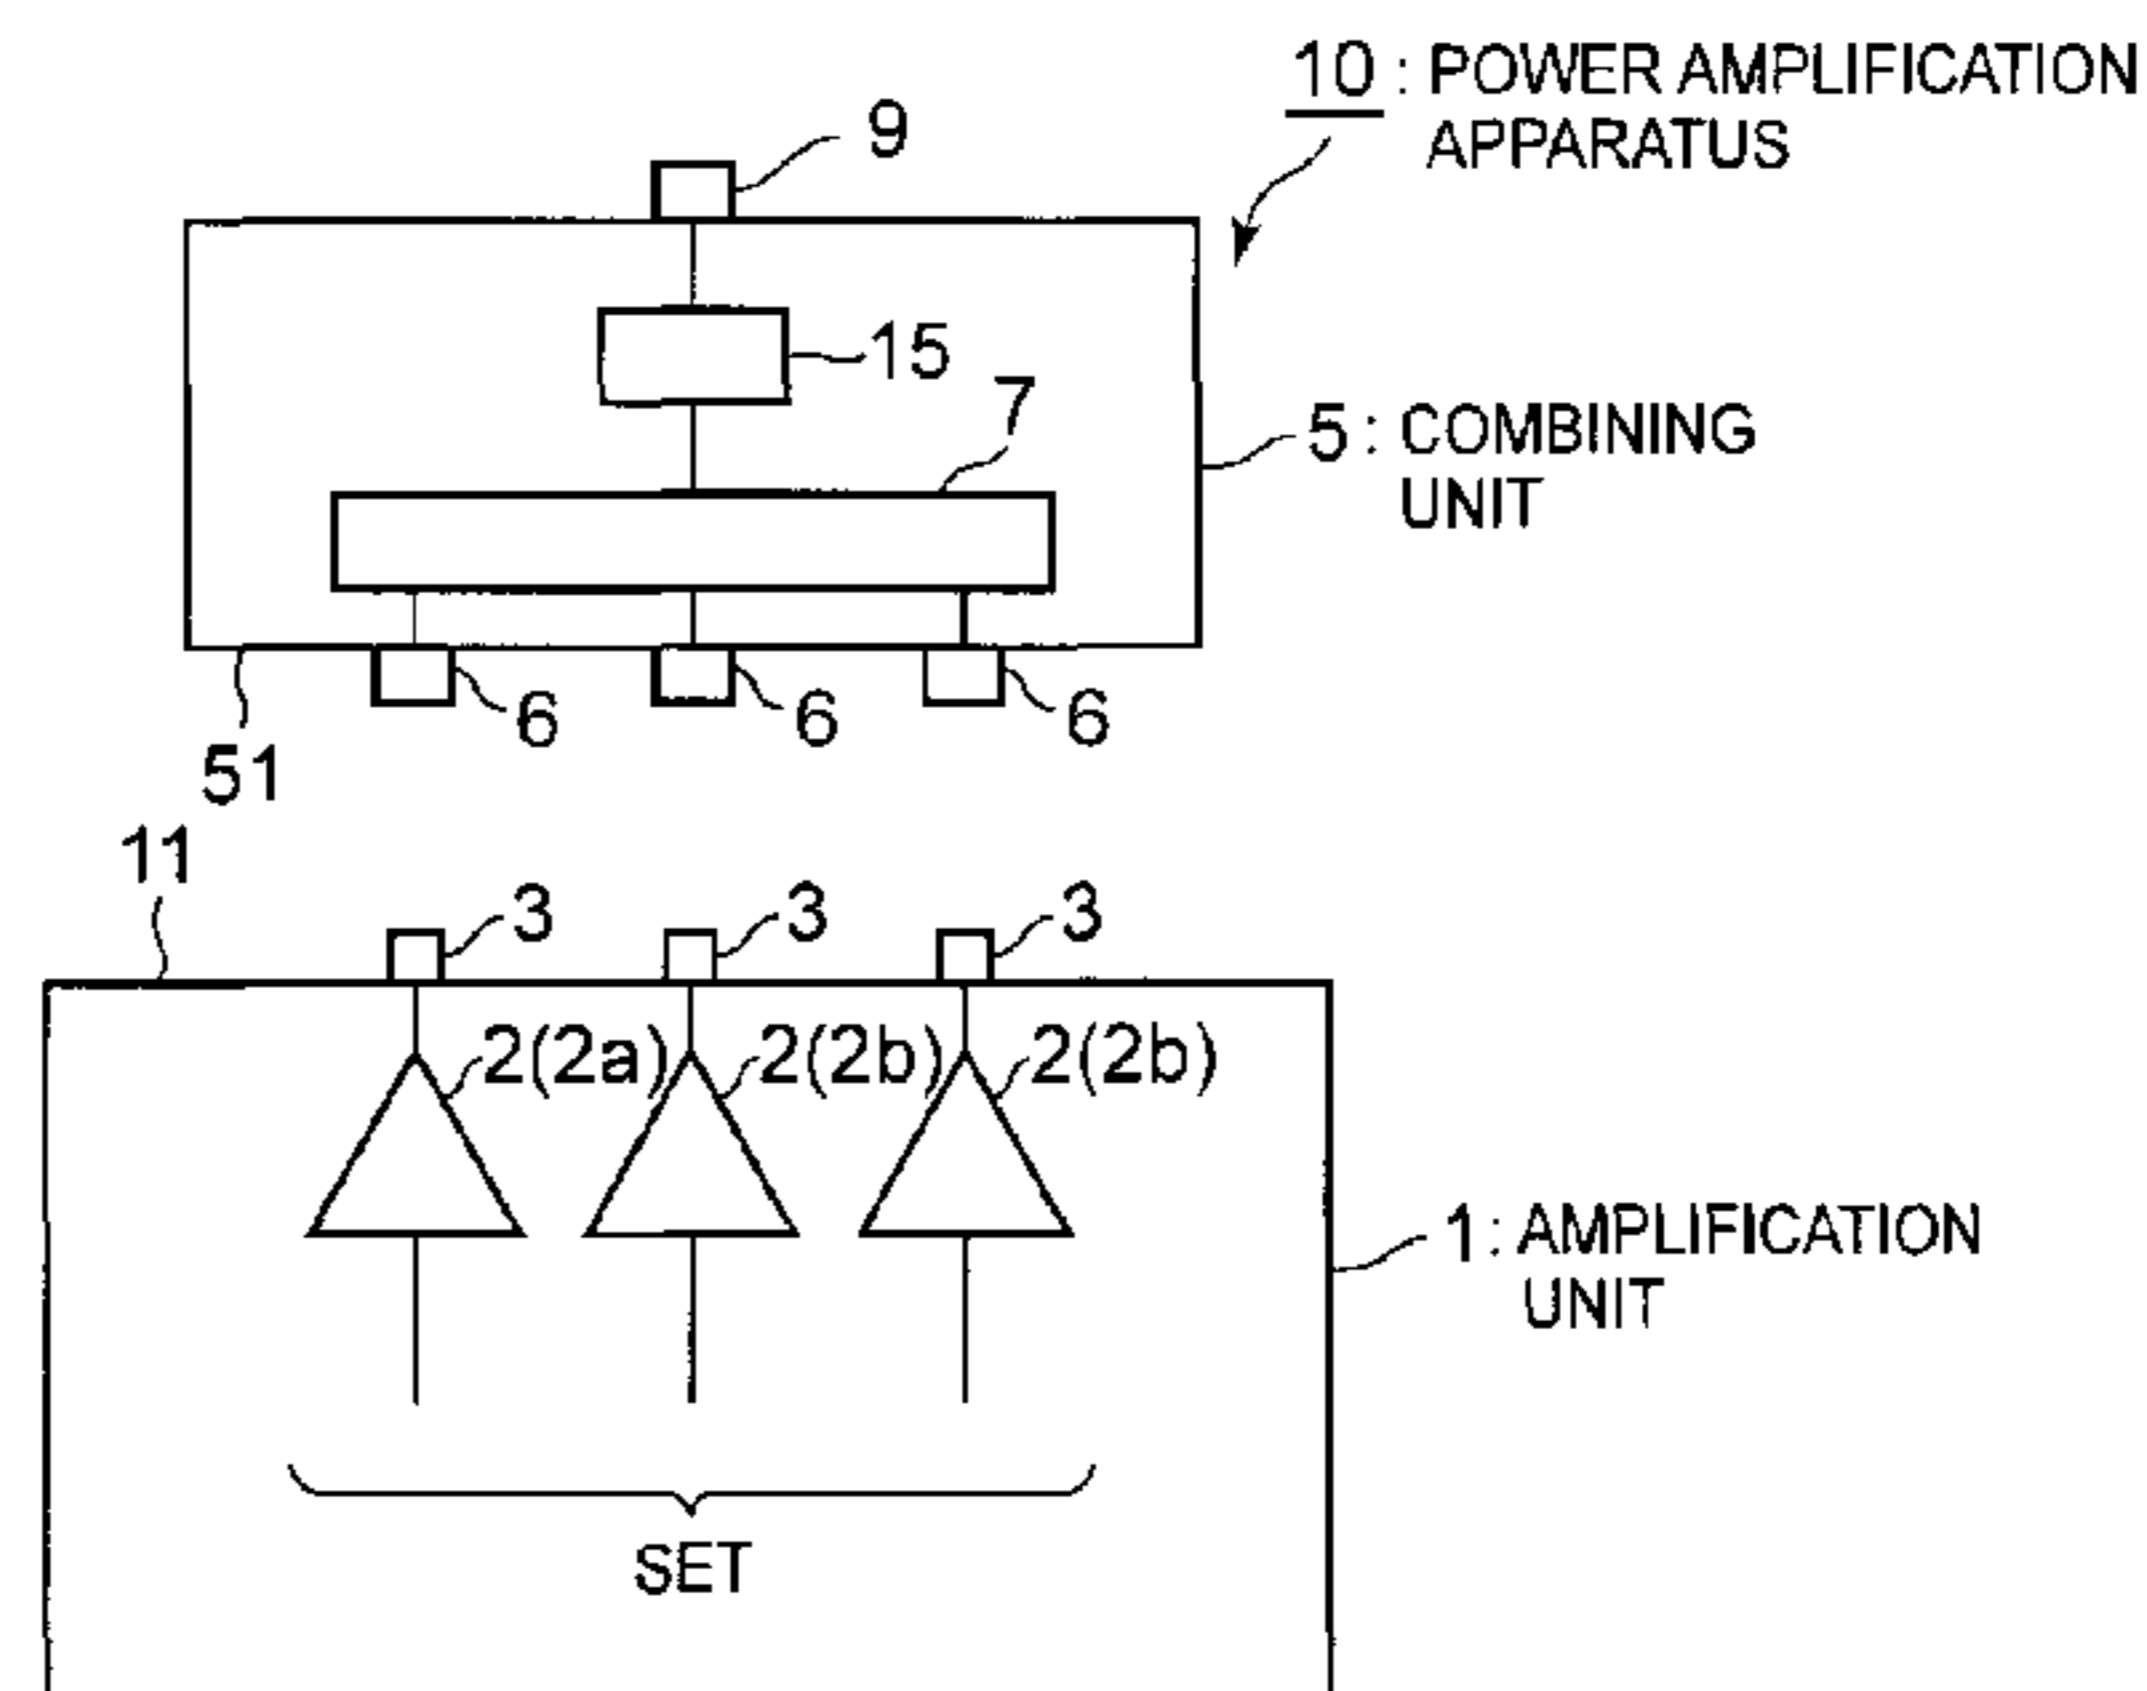 10 : POWER AMPLIFICATION
APPARATUS
9
15
7
5 : COMBINING
UNIT
6 6 6
51
11
3 3 3
2(2a) 2(2b) 2(2b)
1 : AMPLIFICATION
UNIT
SET